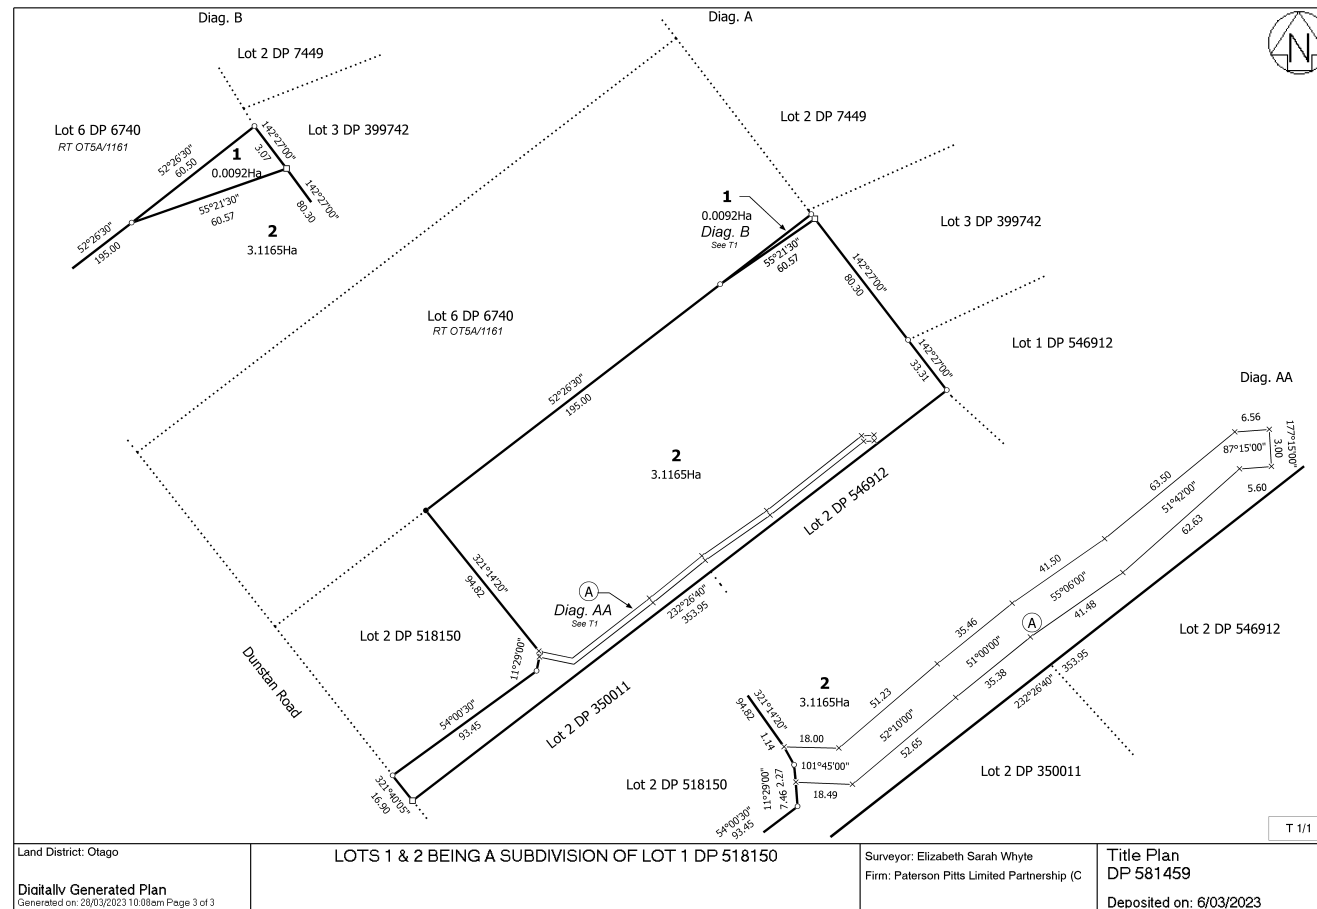 Diag. B
Diag. A
N
Lot 2 DP 7449
Lot 6 DP 6740
RT OT5A/1161
Lot 3 DP 399742
52°26'30"
60.50
142°27'00"
3.07
1
0.0092Ha
55°21'30"
60.57
142°27'00"
80.30
52°26'30"
195.00
2
3.1165Ha
Lot 2 DP 7449
1
0.0092Ha
Diag. B
See T1
55°21'30"
60.57
Lot 3 DP 399742
142°27'00"
80.30
Lot 6 DP 6740
RT OT5A/1161
Lot 1 DP 546912
142°27'00"
33.31
52°26'30"
195.00
2
3.1165Ha
Lot 2 DP 546912
321°14'20"
94.82
A
Diag. AA
See T1
232°26'40"
353.95
Lot 2 DP 518150
11°29'00"
Dunstan Road
54°00'30"
93.45
Lot 2 DP 350011
321°40'05"
16.90
Diag. AA
6.56
177°15'00"
87°15'00"
3.00
5.60
63.50
51°42'00"
62.63
41.50
55°06'00"
41.48
A
35.46
51°00'00"
35.38
Lot 2 DP 546912
353.95
232°26'40"
2
3.1165Ha
51.23
52°10'00"
52.65
321°14'20"
94.82
1.14
18.00
101°45'00"
18.49
11°29'00"
2.27
7.46
Lot 2 DP 518150
Lot 2 DP 350011
54°00'30"
93.45
T 1/1
Land District: Otago
Digitally Generated Plan
Generated on: 28/03/2023 10:08am Page 3 of 3
LOTS 1 & 2 BEING A SUBDIVISION OF LOT 1 DP 518150
Surveyor: Elizabeth Sarah Whyte
Firm: Paterson Pitts Limited Partnership (C
Title Plan
DP 581459
Deposited on: 6/03/2023